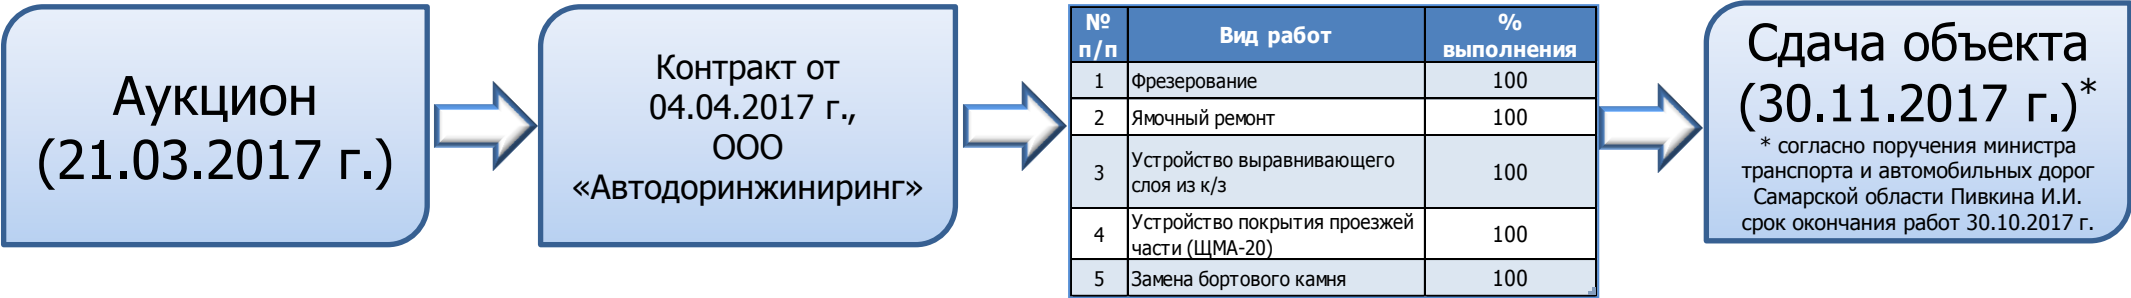 Аукцион
(21.03.2017 г.)
Контракт от
04.04.2017 г.,
ООО
«Автодоринжиниринг»
№ п/п Вид работ % выполнения
1 Фрезерование 100
2 Ямочный ремонт 100
3 Устройство выравнивающего слоя из к/з 100
4 Устройство покрытия проезжей части (ЩМА-20) 100
5 Замена бортового камня 100
Сдача объекта
(30.11.2017 г.)*
* согласно поручения министра
транспорта и автомобильных дорог
Самарской области Пивкина И.И.
срок окончания работ 30.10.2017 г.